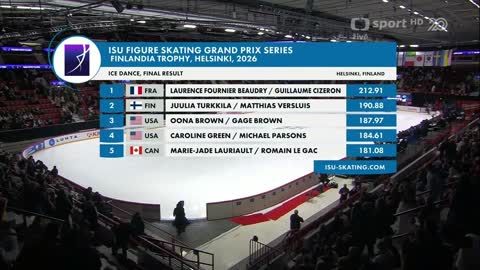 sport HD
Živě
ISU FIGURE SKATING GRAND PRIX SERIES
FINLANDIA TROPHY, HELSINKI, 2026
ICE DANCE, FINAL RESULT HELSINKI, FINLAND
1 FRA LAURENCE FOURNIER BEAUDRY / GUILLAUME CIZERON 212.91
2 FIN JUULIA TURKKILA / MATTHIAS VERSLUIS 190.88
3 USA OONA BROWN / GAGE BROWN 187.97
4 USA CAROLINE GREEN / MICHAEL PARSONS 184.61
5 CAN MARIE-JADE LAURIAULT / ROMAIN LE GAC 181.08
ISU-SKATING.COM